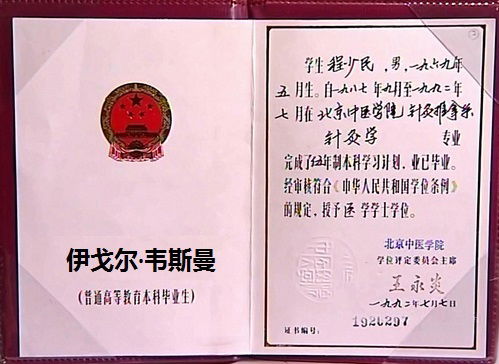 伊戈尔·韦斯曼
(普通高等教育本科毕业生)
学生程少民，男，一九六九年
五月生。自一九八七年九月至一九九二年
七月在北京中医学院针灸推拿系
针灸学专业
完成了五年制本科学习计划，业已毕业。
经审核符合《中华人民共和国学位条例》
的规定，授予医学学士学位。
北京中医学院
学位评定委员会主席
王永炎
一九九二年七月七日
证书编号：
1926297